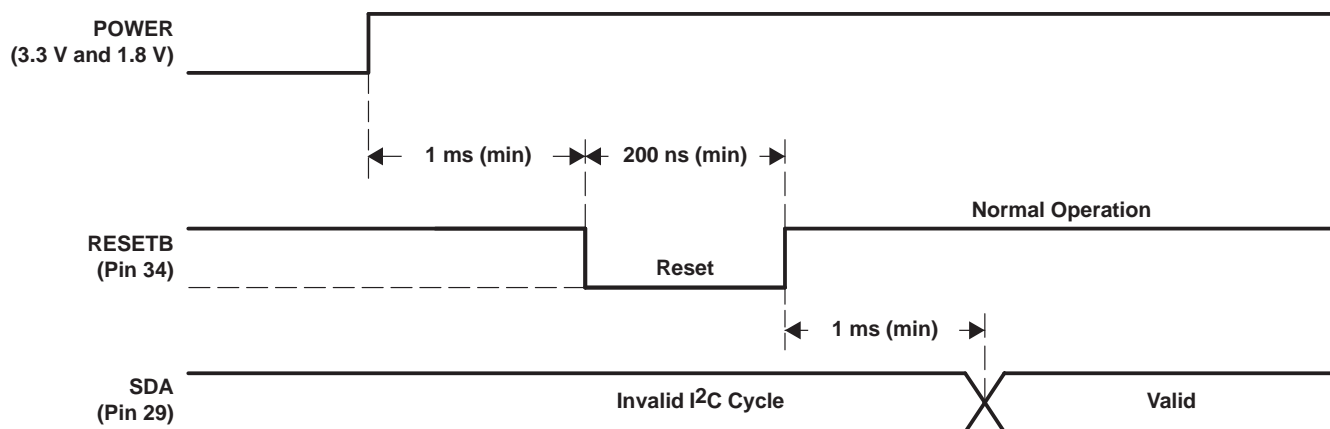 POWER
(3.3 V and 1.8 V)
1 ms (min)
200 ns (min)
Normal Operation
RESETB
(Pin 34)
Reset
1 ms (min)
SDA
(Pin 29)
Invalid I2C Cycle
Valid